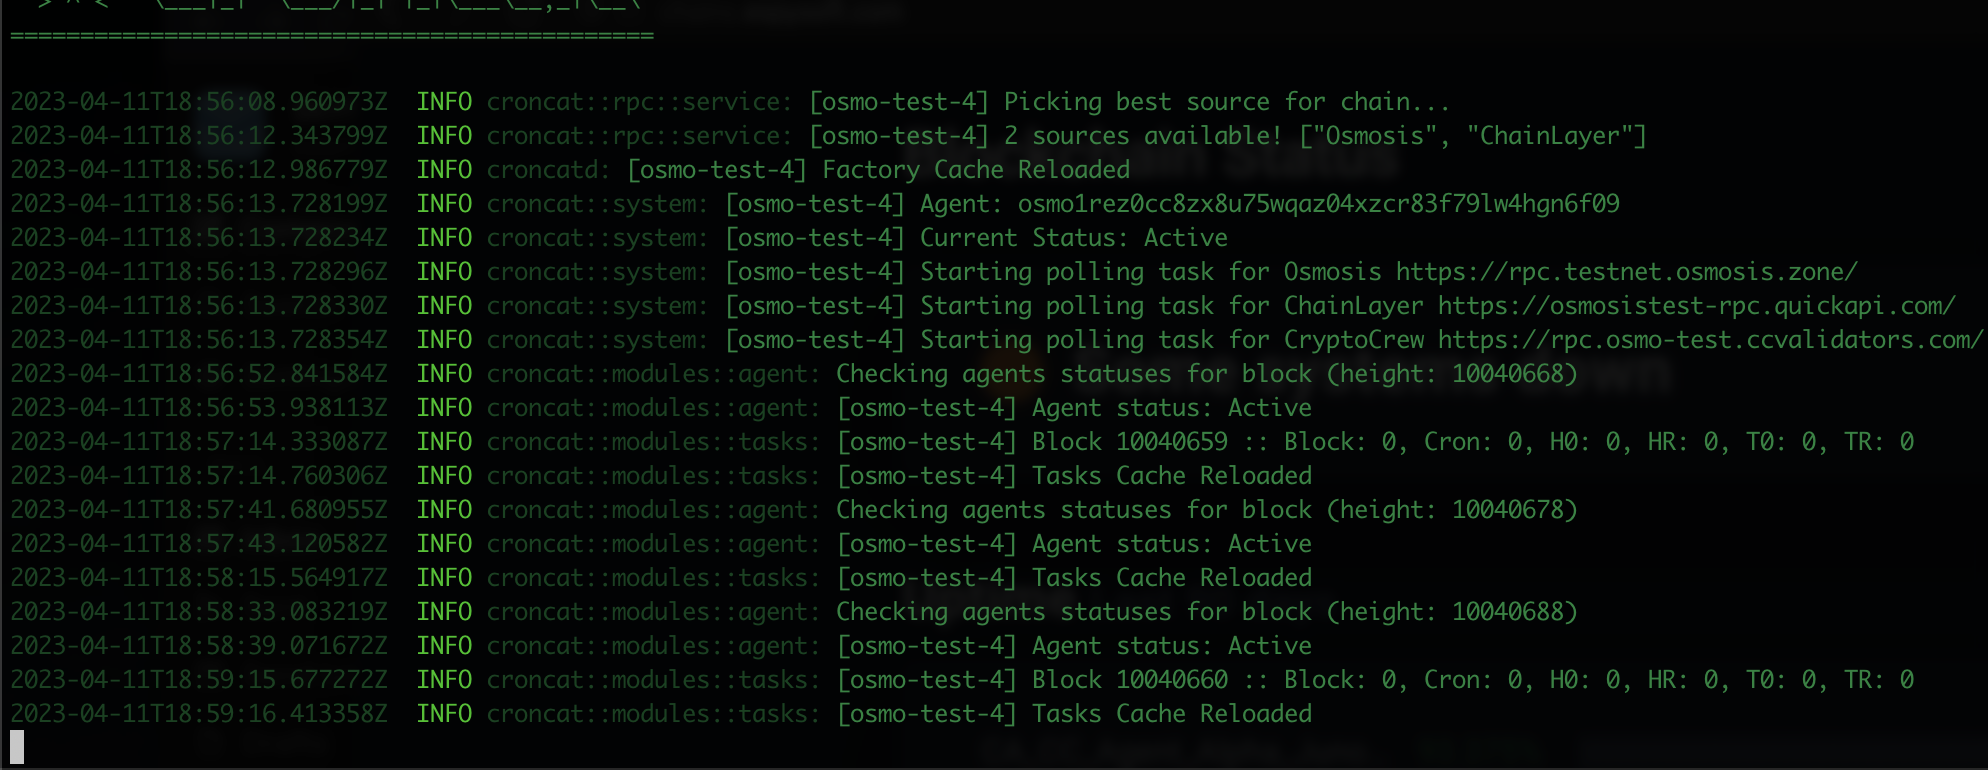 > ^ <    \___|_|   \___/|_| |_|\___\__,_|\__\
==============================================
2023-04-11T18:56:08.960973Z  INFO croncat::rpc::service: [osmo-test-4] Picking best source for chain...
2023-04-11T18:56:12.343799Z  INFO croncat::rpc::service: [osmo-test-4] 2 sources available! ["Osmosis", "ChainLayer"]
2023-04-11T18:56:12.986779Z  INFO croncatd: [osmo-test-4] Factory Cache Reloaded
2023-04-11T18:56:13.728199Z  INFO croncat::system: [osmo-test-4] Agent: osmo1rez0cc8zx8u75wqaz04xzcr83f79lw4hgn6f09
2023-04-11T18:56:13.728234Z  INFO croncat::system: [osmo-test-4] Current Status: Active
2023-04-11T18:56:13.728296Z  INFO croncat::system: [osmo-test-4] Starting polling task for Osmosis https://rpc.testnet.osmosis.zone/
2023-04-11T18:56:13.728330Z  INFO croncat::system: [osmo-test-4] Starting polling task for ChainLayer https://osmosistest-rpc.quickapi.com/
2023-04-11T18:56:13.728354Z  INFO croncat::system: [osmo-test-4] Starting polling task for CryptoCrew https://rpc.osmo-test.ccvalidators.com/
2023-04-11T18:56:52.841584Z  INFO croncat::modules::agent: Checking agents statuses for block (height: 10040668)
2023-04-11T18:56:53.938113Z  INFO croncat::modules::agent: [osmo-test-4] Agent status: Active
2023-04-11T18:57:14.333087Z  INFO croncat::modules::tasks: [osmo-test-4] Block 10040659 :: Block: 0, Cron: 0, H0: 0, HR: 0, T0: 0, TR: 0
2023-04-11T18:57:14.760306Z  INFO croncat::modules::tasks: [osmo-test-4] Tasks Cache Reloaded
2023-04-11T18:57:41.680955Z  INFO croncat::modules::agent: Checking agents statuses for block (height: 10040678)
2023-04-11T18:57:43.120582Z  INFO croncat::modules::agent: [osmo-test-4] Agent status: Active
2023-04-11T18:58:15.564917Z  INFO croncat::modules::tasks: [osmo-test-4] Tasks Cache Reloaded
2023-04-11T18:58:33.083219Z  INFO croncat::modules::agent: Checking agents statuses for block (height: 10040688)
2023-04-11T18:58:39.071672Z  INFO croncat::modules::agent: [osmo-test-4] Agent status: Active
2023-04-11T18:59:15.677272Z  INFO croncat::modules::tasks: [osmo-test-4] Block 10040660 :: Block: 0, Cron: 0, H0: 0, HR: 0, T0: 0, TR: 0
2023-04-11T18:59:16.413358Z  INFO croncat::modules::tasks: [osmo-test-4] Tasks Cache Reloaded